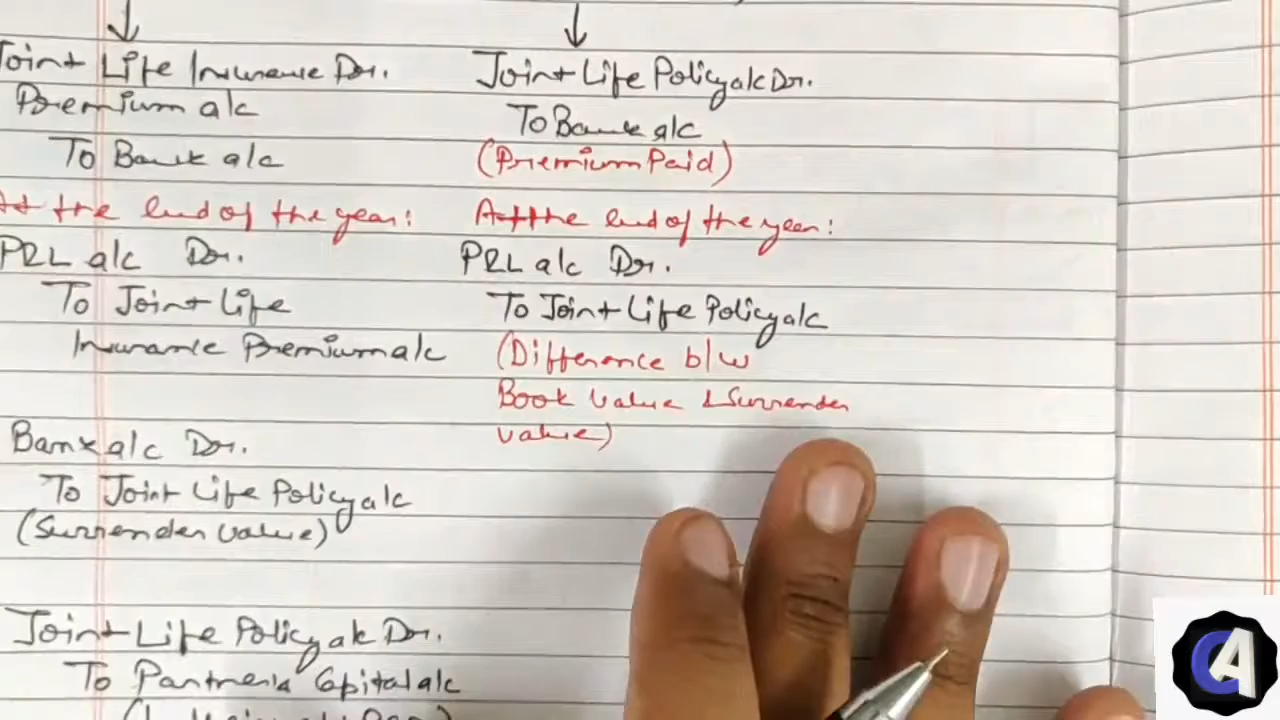 Joint Life Insurance Dr.
Premium a/c
To Bank a/c
At the end of the year:
P&L a/c Dr.
To Joint Life
Insurance Premium a/c
Bank a/c Dr.
To Joint Life Policy a/c
(Surrender value)
Joint Life Policy a/c Dr.
To Partner's Capital a/c
Joint Life Policy a/c Dr.
To Bank a/c
(Premium Paid)
At the end of the year:
P&L a/c Dr.
To Joint Life Policy a/c
(Difference b/w
Book value & Surrender
value)
CA